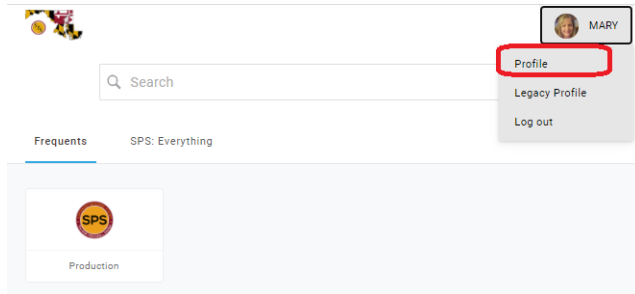 MARY
Profile
Legacy Profile
Log out
Search
Frequents
SPS: Everything
SPS
Production